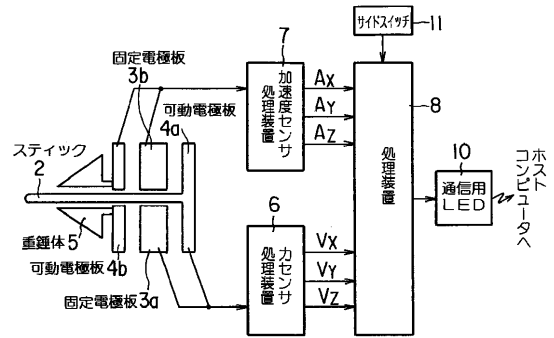 サイドスイッチ
11
固定電極板
3b
可動電極板
4a
スティック
2
重錘体 5
可動電極板 4b
固定電極板 3a
7
加速度センサ
処理装置
AX
AY
AZ
6
力センサ
処理装置
VX
VY
VZ
8
処理装置
10
通信用
LED
ホスト
コンピュータへ